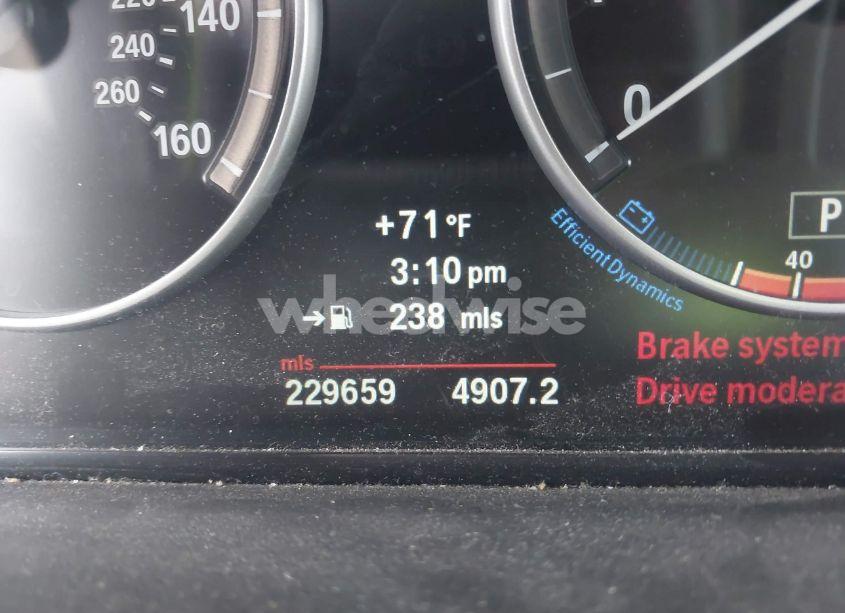 220
140
240
260
160
0
P
+71°F
Efficient Dynamics
3:10 pm
40
238 mls
wheelwise
Brake system
mls
229659 4907.2
Drive modera